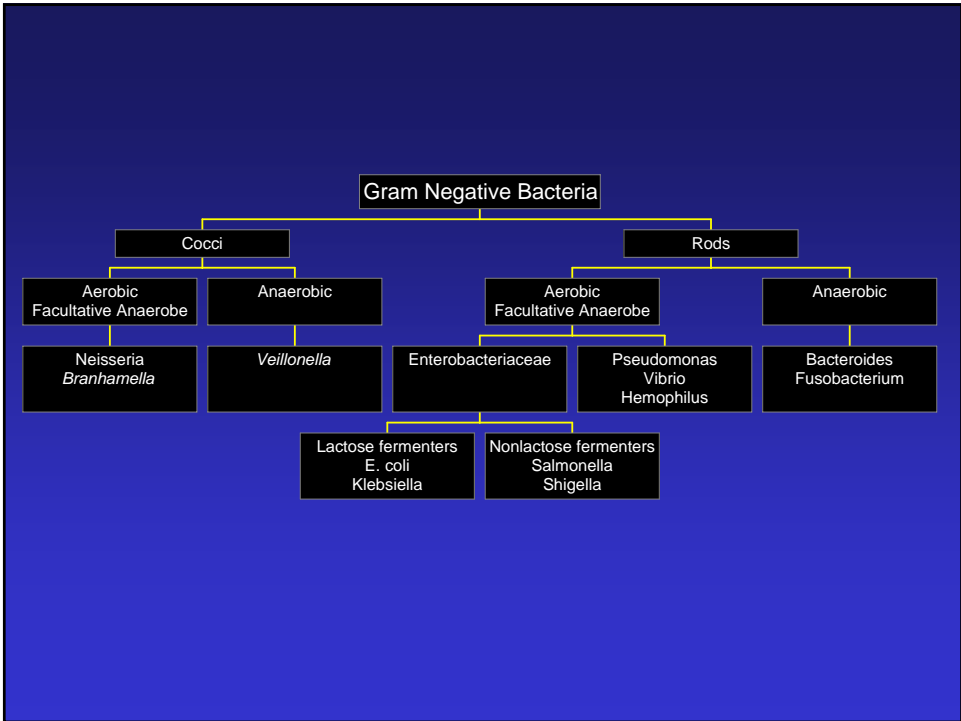 Gram Negative Bacteria
Cocci
Rods
Aerobic
Facultative Anaerobe
Anaerobic
Aerobic
Facultative Anaerobe
Anaerobic
Neisseria
Branhamella
Veillonella
Enterobacteriaceae
Pseudomonas
Vibrio
Hemophilus
Bacteroides
Fusobacterium
Lactose fermenters
E. coli
Klebsiella
Nonlactose fermenters
Salmonella
Shigella